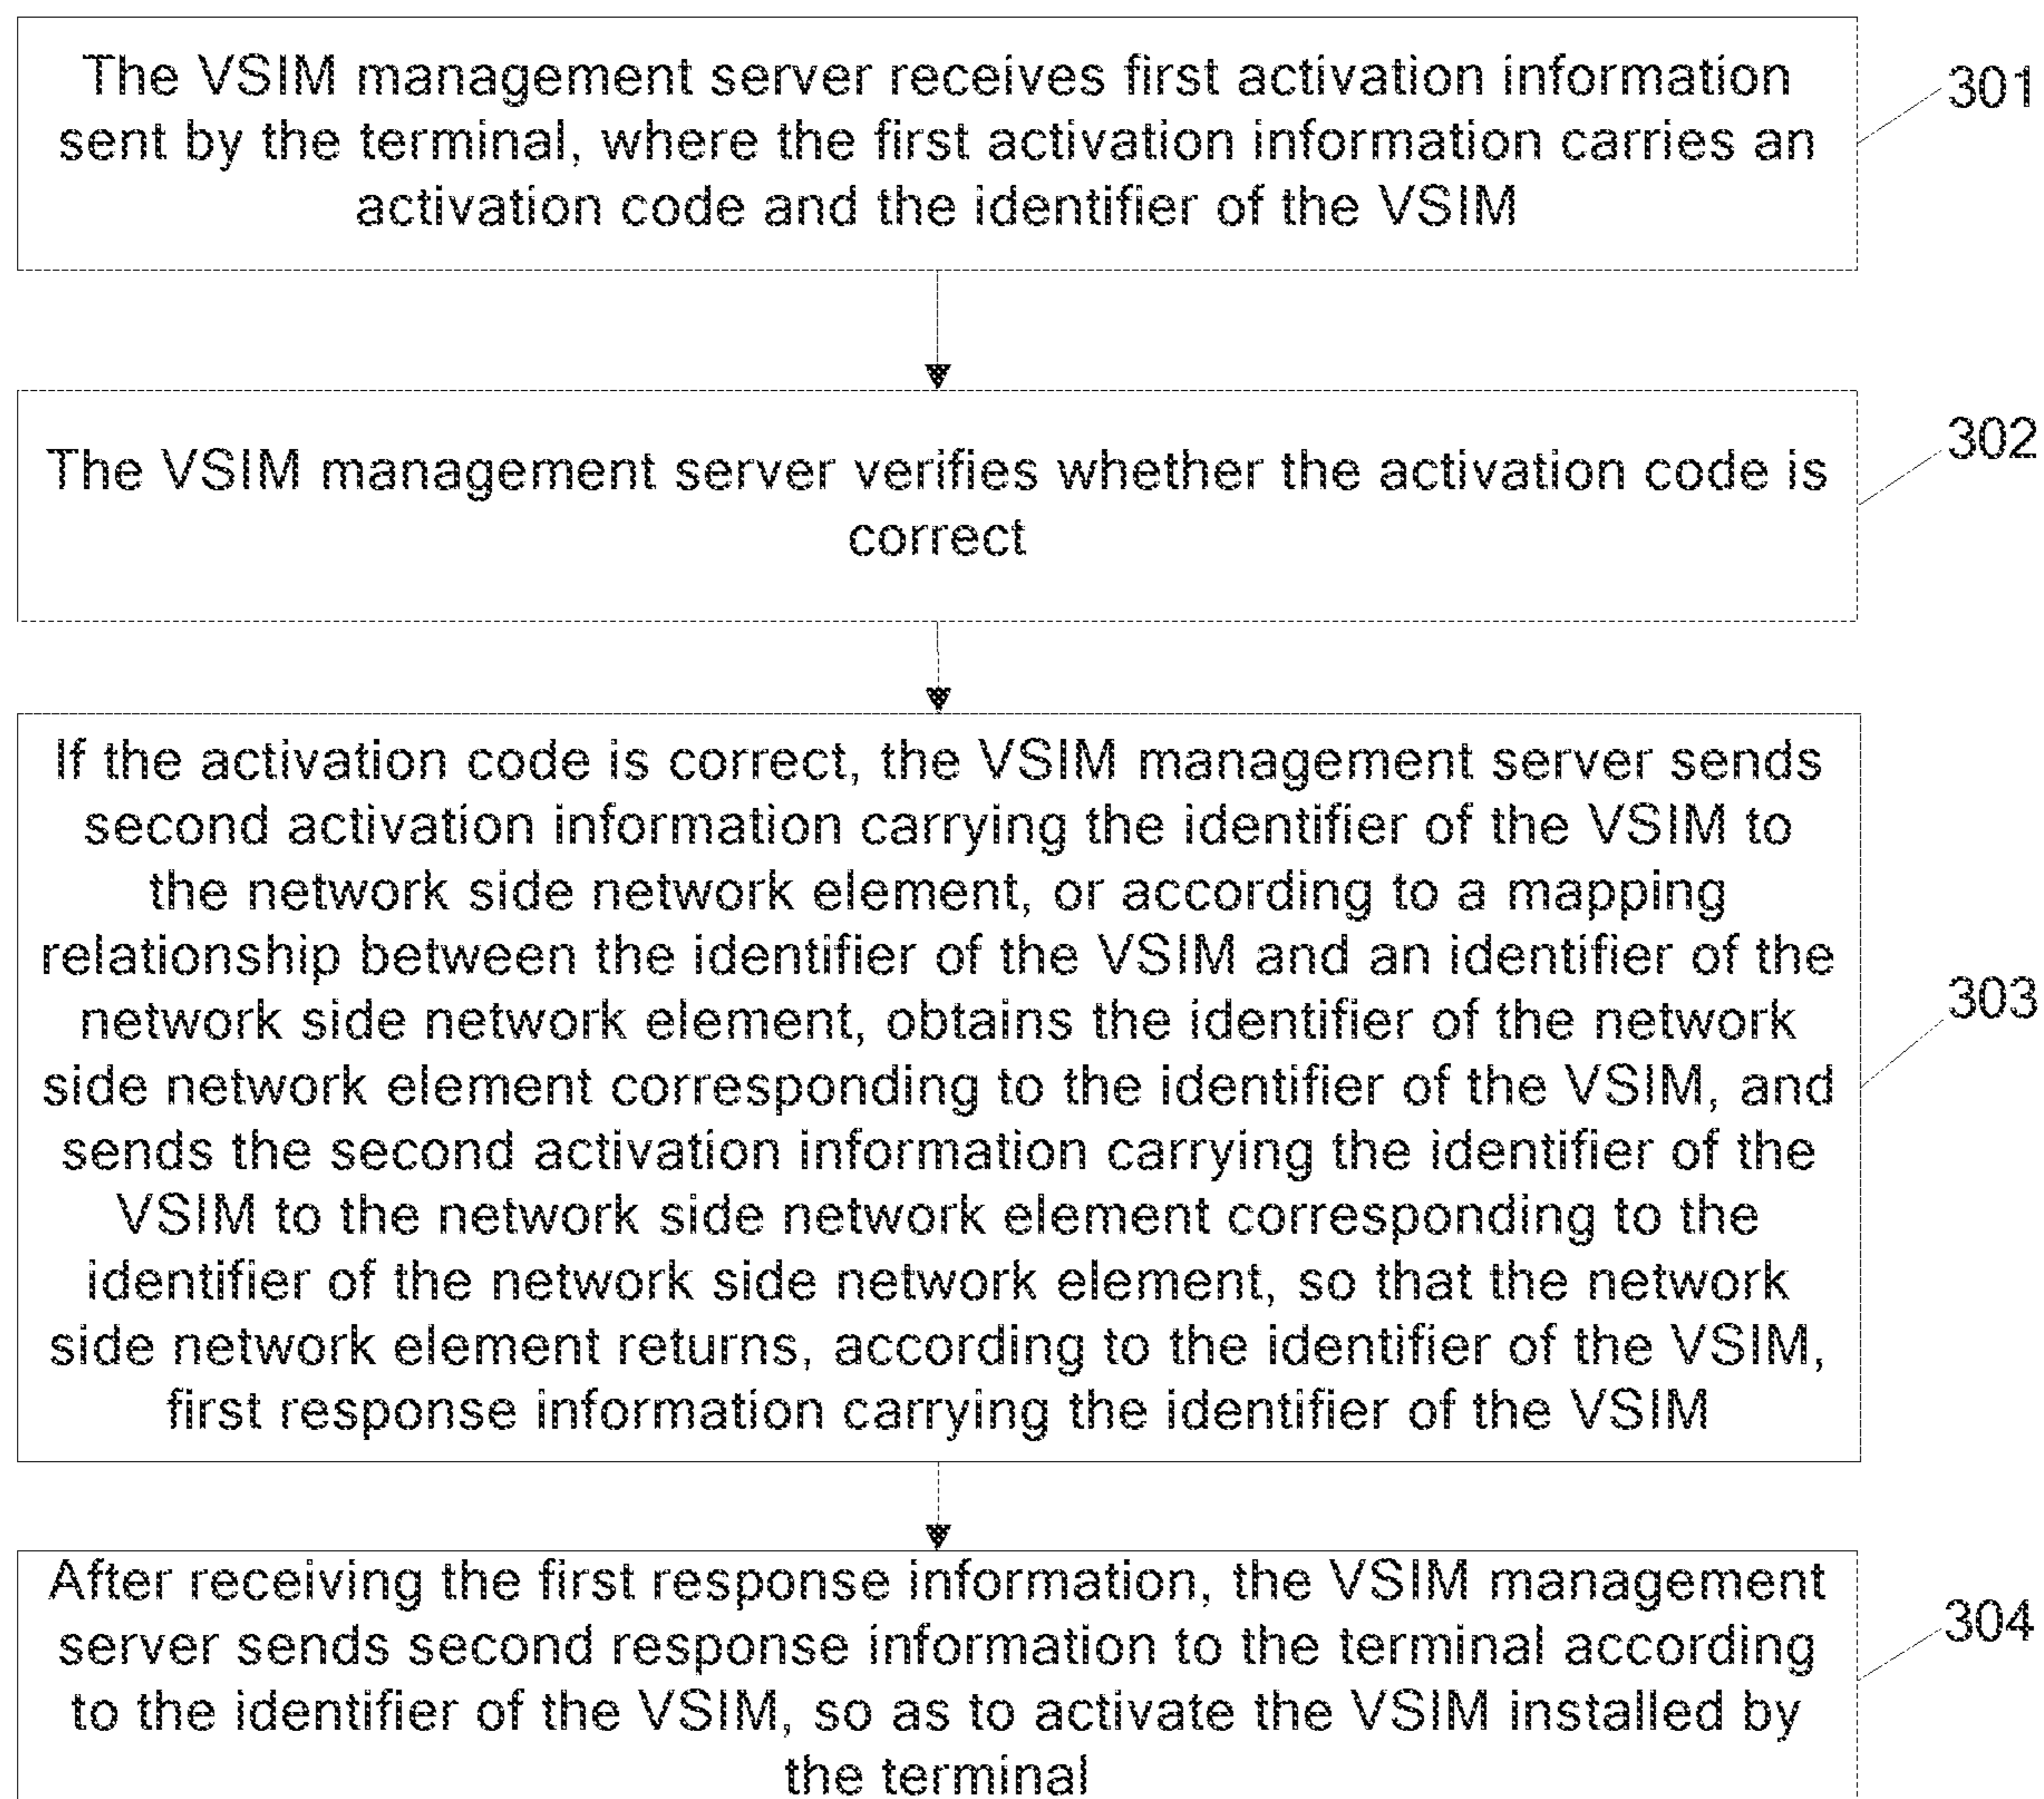 The VSIM management server receives first activation information
sent by the terminal, where the first activation information carries an
activation code and the identifier of the VSIM
301
The VSIM management server verifies whether the activation code is
correct
302
If the activation code is correct, the VSIM management server sends
second activation information carrying the identifier of the VSIM to
the network side network element, or according to a mapping
relationship between the identifier of the VSIM and an identifier of the
network side network element, obtains the identifier of the network
side network element corresponding to the identifier of the VSIM, and
sends the second activation information carrying the identifier of the
VSIM to the network side network element corresponding to the
identifier of the network side network element, so that the network
side network element returns, according to the identifier of the VSIM,
first response information carrying the identifier of the VSIM
303
After receiving the first response information, the VSIM management
server sends second response information to the terminal according
to the identifier of the VSIM, so as to activate the VSIM installed by
the terminal
304